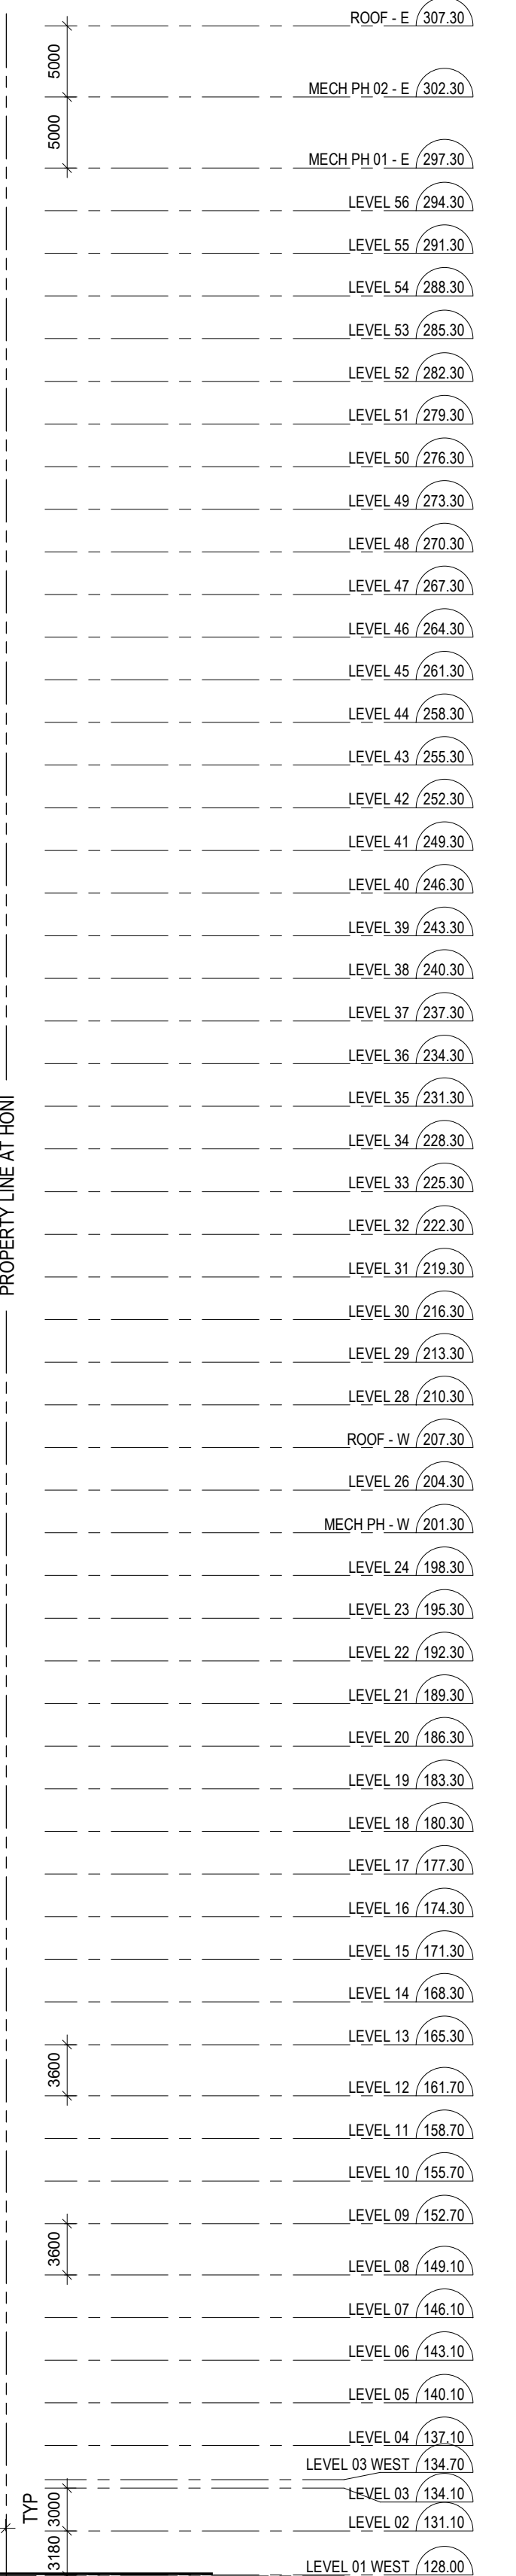 ROOF - E 307.30
5000
MECH PH 02 - E 302.30
5000
MECH PH 01 - E 297.30
LEVEL 56 294.30
LEVEL 55 291.30
LEVEL 54 288.30
LEVEL 53 285.30
LEVEL 52 282.30
LEVEL 51 279.30
LEVEL 50 276.30
LEVEL 49 273.30
LEVEL 48 270.30
LEVEL 47 267.30
LEVEL 46 264.30
LEVEL 45 261.30
LEVEL 44 258.30
LEVEL 43 255.30
LEVEL 42 252.30
LEVEL 41 249.30
LEVEL 40 246.30
LEVEL 39 243.30
LEVEL 38 240.30
LEVEL 37 237.30
LEVEL 36 234.30
LEVEL 35 231.30
PROPERTY LINE AT HONI
LEVEL 34 228.30
LEVEL 33 225.30
LEVEL 32 222.30
LEVEL 31 219.30
LEVEL 30 216.30
LEVEL 29 213.30
LEVEL 28 210.30
ROOF - W 207.30
LEVEL 26 204.30
MECH PH - W 201.30
LEVEL 24 198.30
LEVEL 23 195.30
LEVEL 22 192.30
LEVEL 21 189.30
LEVEL 20 186.30
LEVEL 19 183.30
LEVEL 18 180.30
LEVEL 17 177.30
LEVEL 16 174.30
LEVEL 15 171.30
LEVEL 14 168.30
LEVEL 13 165.30
3600
LEVEL 12 161.70
LEVEL 11 158.70
LEVEL 10 155.70
LEVEL 09 152.70
3600
LEVEL 08 149.10
LEVEL 07 146.10
LEVEL 06 143.10
LEVEL 05 140.10
LEVEL 04 137.10
LEVEL 03 WEST 134.70
LEVEL 03 134.10
TYP
3000
LEVEL 02 131.10
3180
LEVEL 01 WEST 128.00